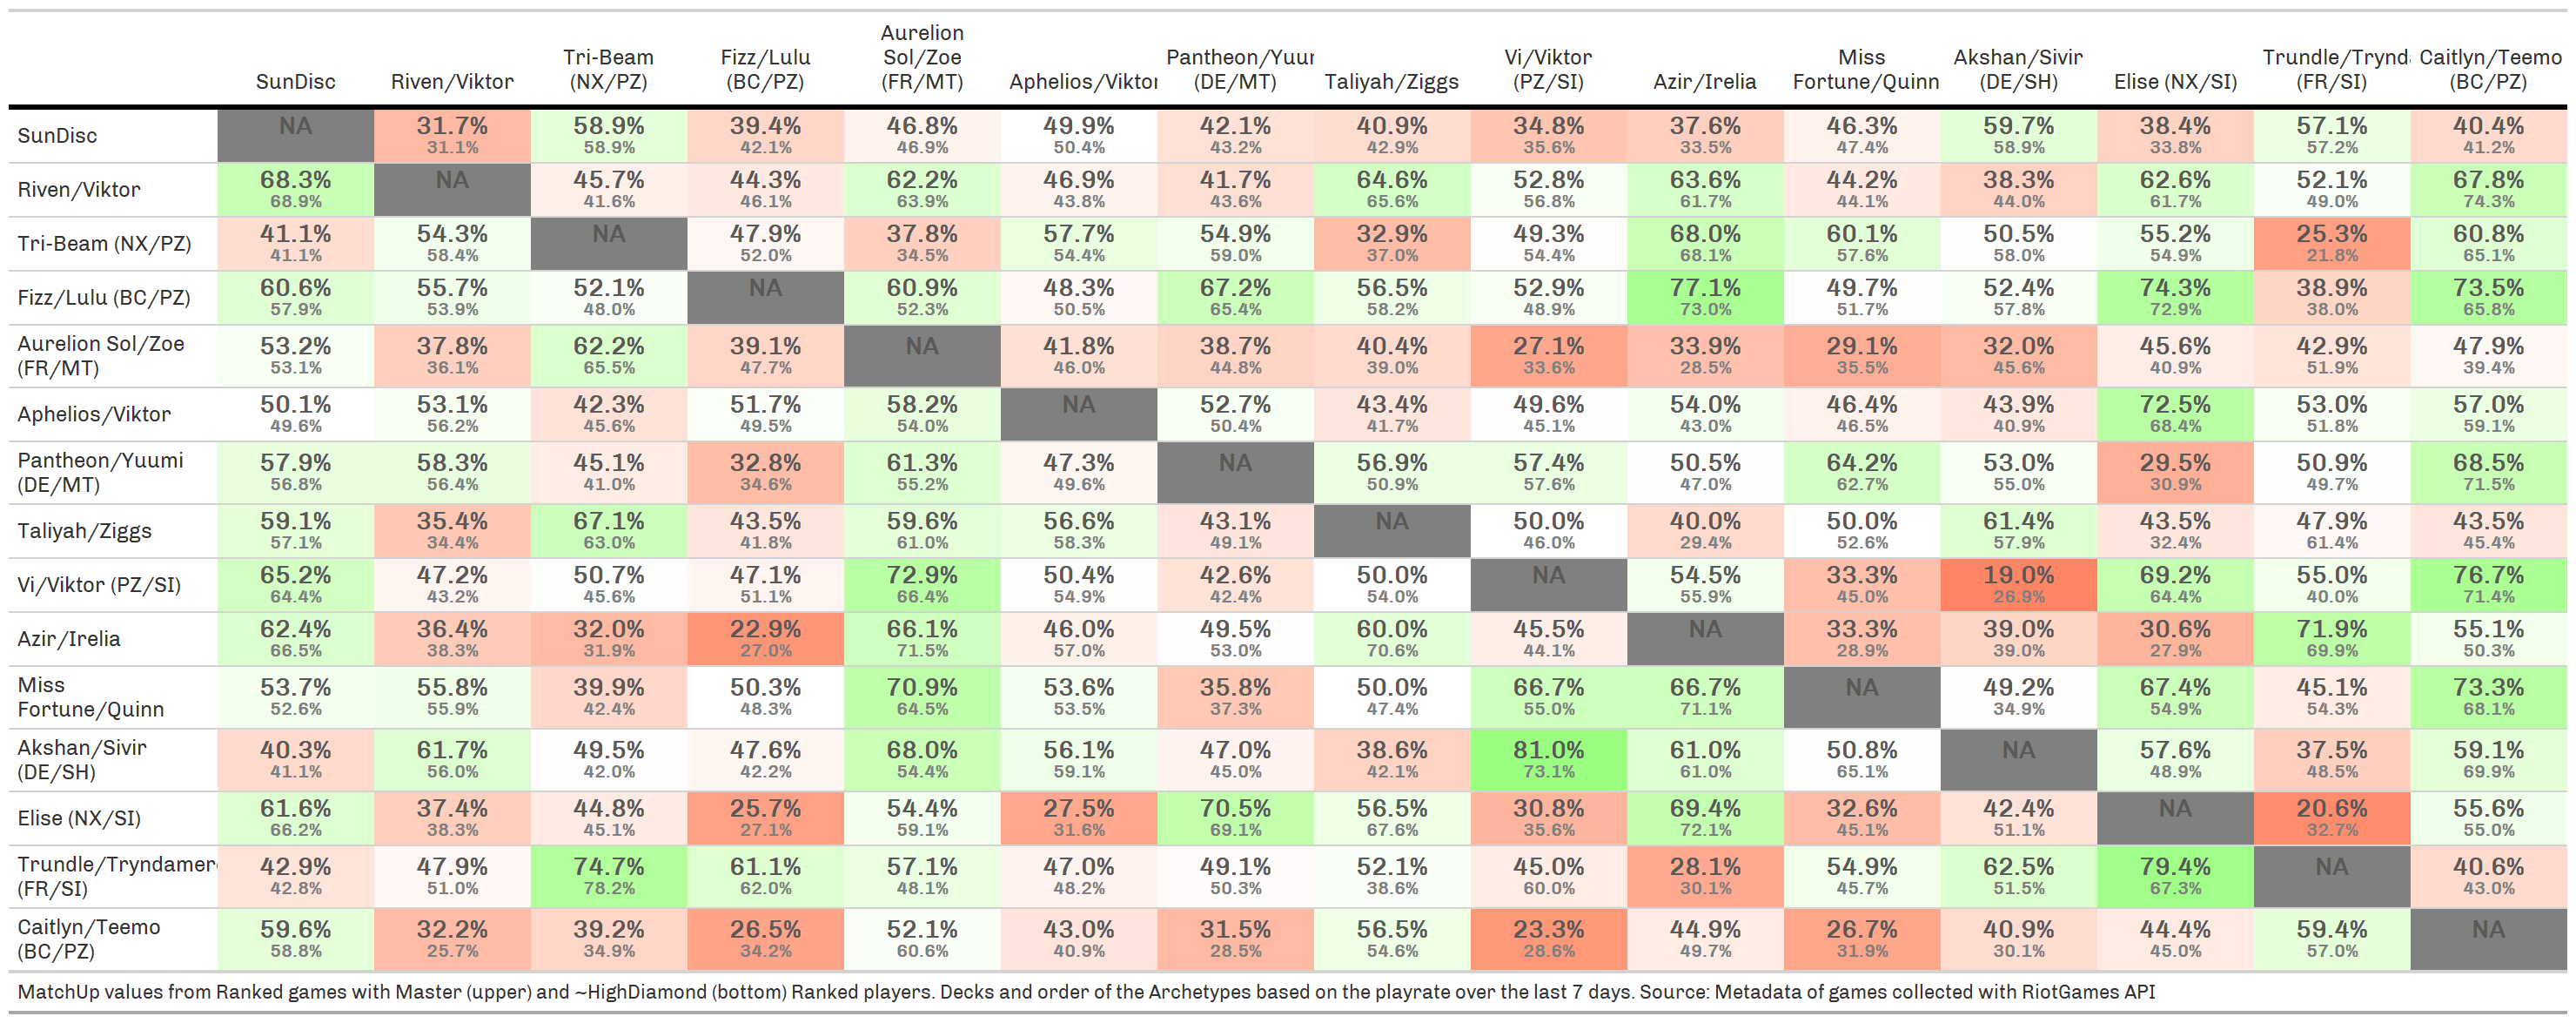 SunDisc Riven/Viktor Tri-Beam (NX/PZ) Fizz/Lulu (BC/PZ) Aurelion Sol/Zoe (FR/MT) Aphelios/Viktor Pantheon/Yuur (DE/MT) Taliyah/Ziggs Vi/Viktor (PZ/SI) Azir/Irelia Miss Fortune/Quinn Akshan/Sivir (DE/SH) Elise (NX/SI) Trundle/Trynda (FR/SI) Caitlyn/Teemo (BC/PZ)
SunDisc NA 31.7% 58.9% 39.4% 46.8% 49.9% 42.1% 40.9% 34.8% 37.6% 46.3% 59.7% 38.4% 57.1% 40.4%
31.1% 58.9% 42.1% 46.9% 50.4% 43.2% 42.9% 35.6% 33.5% 47.4% 58.9% 33.8% 57.2% 41.2%
Riven/Viktor 68.3% NA 45.7% 44.3% 62.2% 46.9% 41.7% 64.6% 52.8% 63.6% 44.2% 38.3% 62.6% 52.1% 67.8%
68.9% 41.6% 46.1% 63.9% 43.8% 43.6% 65.6% 56.8% 61.7% 44.1% 44.0% 61.7% 49.0% 74.3%
Tri-Beam (NX/PZ) 41.1% 54.3% NA 47.9% 37.8% 57.7% 54.9% 32.9% 49.3% 68.0% 60.1% 50.5% 55.2% 25.3% 60.8%
41.1% 58.4% 52.0% 34.5% 54.4% 59.0% 37.0% 54.4% 68.1% 57.6% 58.0% 54.9% 21.8% 65.1%
Fizz/Lulu (BC/PZ) 60.6% 55.7% 52.1% NA 60.9% 48.3% 67.2% 56.5% 52.9% 77.1% 49.7% 52.4% 74.3% 38.9% 73.5%
57.9% 53.9% 48.0% 52.3% 50.5% 65.4% 58.2% 48.9% 73.0% 51.7% 57.8% 72.9% 38.0% 65.8%
Aurelion Sol/Zoe 53.2% 37.8% 62.2% 39.1% NA 41.8% 38.7% 40.4% 27.1% 33.9% 29.1% 32.0% 45.6% 42.9% 47.9%
(FR/MT) 53.1% 36.1% 65.5% 47.7% 46.0% 44.8% 39.0% 33.6% 28.5% 35.5% 45.6% 40.9% 51.9% 39.4%
Aphelios/Viktor 50.1% 53.1% 42.3% 51.7% 58.2% NA 52.7% 43.4% 49.6% 54.0% 46.4% 43.9% 72.5% 53.0% 57.0%
49.6% 56.2% 45.6% 49.5% 54.0% 50.4% 41.7% 45.1% 43.0% 46.5% 40.9% 68.4% 51.8% 59.1%
Pantheon/Yuumi 57.9% 58.3% 45.1% 32.8% 61.3% 47.3% NA 56.9% 57.4% 50.5% 64.2% 53.0% 29.5% 50.9% 68.5%
(DE/MT) 56.8% 56.4% 41.0% 34.6% 55.2% 49.6% 50.9% 57.6% 47.0% 62.7% 55.0% 30.9% 49.7% 71.5%
Taliyah/Ziggs 59.1% 35.4% 67.1% 43.5% 59.6% 56.6% 43.1% NA 50.0% 40.0% 50.0% 61.4% 43.5% 47.9% 43.5%
57.1% 34.4% 63.0% 41.8% 61.0% 58.3% 49.1% 46.0% 29.4% 52.6% 57.9% 32.4% 61.4% 45.4%
Vi/Viktor (PZ/SI) 65.2% 47.2% 50.7% 47.1% 72.9% 50.4% 42.6% 50.0% NA 54.5% 33.3% 19.0% 69.2% 55.0% 76.7%
64.4% 43.2% 45.6% 51.1% 66.4% 54.9% 42.4% 54.0% 55.9% 45.0% 26.9% 64.4% 40.0% 71.4%
Azir/Irelia 62.4% 36.4% 32.0% 22.9% 66.1% 46.0% 49.5% 60.0% 45.5% NA 33.3% 39.0% 30.6% 71.9% 55.1%
66.5% 38.3% 31.9% 27.0% 71.5% 57.0% 53.0% 70.6% 44.1% 28.9% 39.0% 27.9% 69.9% 50.3%
Miss 53.7% 55.8% 39.9% 50.3% 70.9% 53.6% 35.8% 50.0% 66.7% 66.7% NA 49.2% 67.4% 45.1% 73.3%
Fortune/Quinn 52.6% 55.9% 42.4% 48.3% 64.5% 53.5% 37.3% 47.4% 55.0% 71.1% 34.9% 54.9% 54.3% 68.1%
Akshan/Sivir 40.3% 61.7% 49.5% 47.6% 68.0% 56.1% 47.0% 38.6% 81.0% 61.0% 50.8% NA 57.6% 37.5% 59.1%
(DE/SH) 41.1% 56.0% 42.0% 42.2% 54.4% 59.1% 45.0% 42.1% 73.1% 61.0% 65.1% 48.9% 48.5% 69.9%
Elise (NX/SI) 61.6% 37.4% 44.8% 25.7% 54.4% 27.5% 70.5% 56.5% 30.8% 69.4% 32.6% 42.4% NA 20.6% 55.6%
66.2% 38.3% 45.1% 27.1% 59.1% 31.6% 69.1% 67.6% 35.6% 72.1% 45.1% 51.1% 32.7% 55.0%
Trundle/Tryndamer 42.9% 47.9% 74.7% 61.1% 57.1% 47.0% 49.1% 52.1% 45.0% 28.1% 54.9% 62.5% 79.4% NA 40.6%
(FR/SI) 42.8% 51.0% 78.2% 62.0% 48.1% 48.2% 50.3% 38.6% 60.0% 30.1% 45.7% 51.5% 67.3% 43.0%
Caitlyn/Teemo 59.6% 32.2% 39.2% 26.5% 52.1% 43.0% 31.5% 56.5% 23.3% 44.9% 26.7% 40.9% 44.4% 59.4% NA
(BC/PZ) 58.8% 25.7% 34.9% 34.2% 60.6% 40.9% 28.5% 54.6% 28.6% 49.7% 31.9% 30.1% 45.0% 57.0%
MatchUp values from Ranked games with Master (upper) and ~HighDiamond (bottom) Ranked players. Decks and order of the Archetypes based on the playrate over the last 7 days. Source: Metadata of games collected with RiotGames API